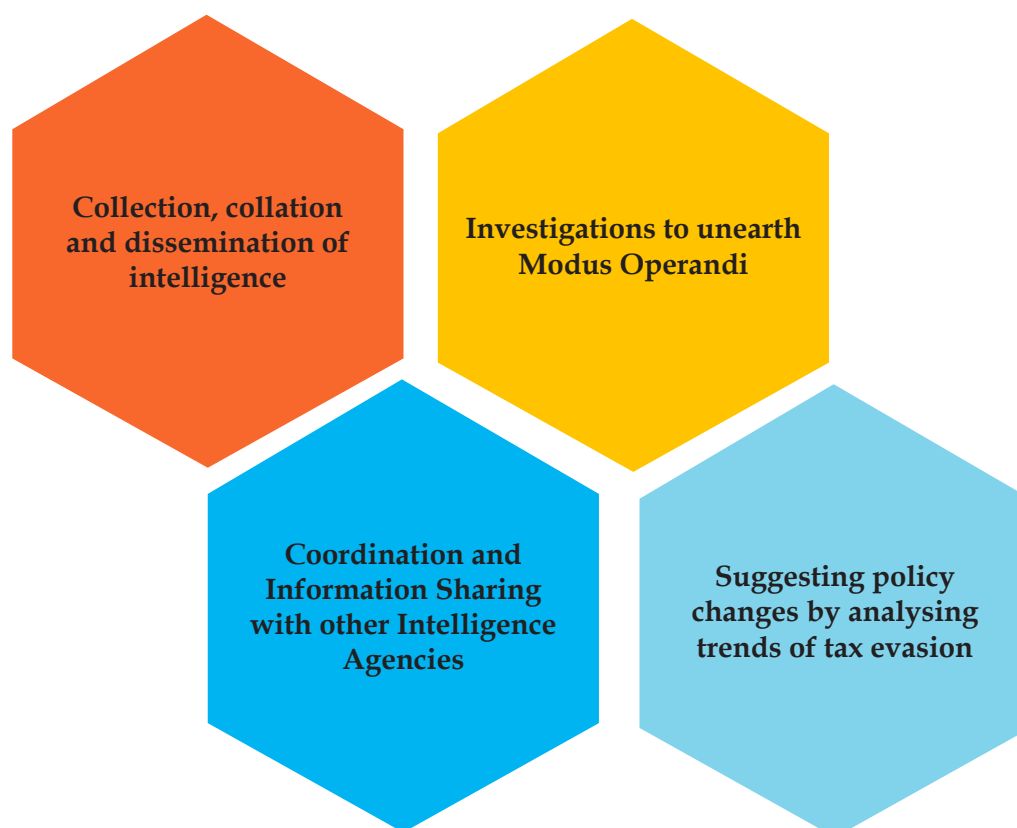 Collection, collation
and dissemination of
intelligence
Investigations to unearth
Modus Operandi
Coordination and
Information Sharing
with other Intelligence
Agencies
Suggesting policy
changes by analysing
trends of tax evasion